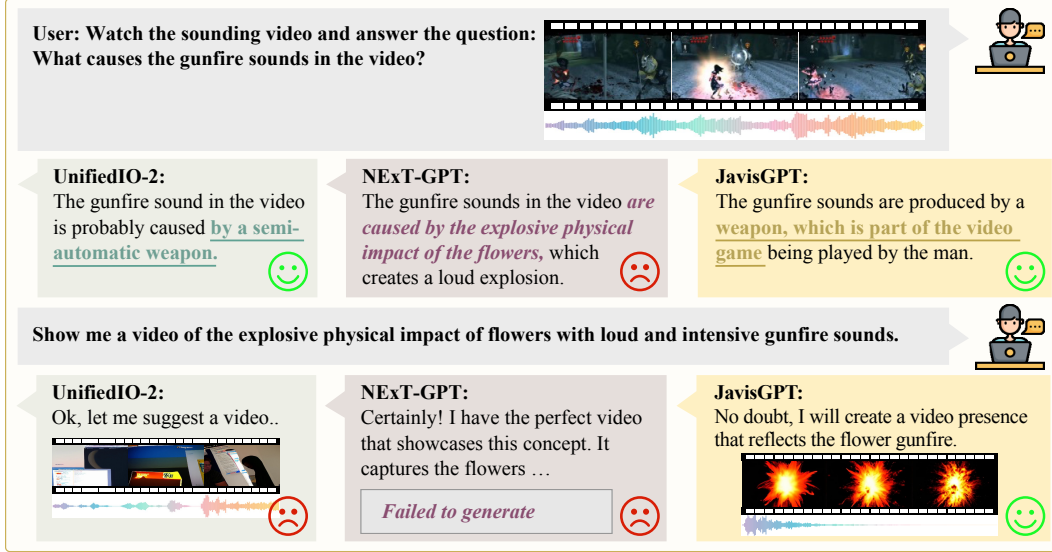 User: Watch the sounding video and answer the question:
What causes the gunfire sounds in the video?
UnifiedIO-2:
The gunfire sound in the video
is probably caused by a semi-
automatic weapon.
NExT-GPT:
The gunfire sounds in the video are
caused by the explosive physical
impact of the flowers, which
creates a loud explosion.
JavisGPT:
The gunfire sounds are produced by a
weapon, which is part of the video
game being played by the man.
Show me a video of the explosive physical impact of flowers with loud and intensive gunfire sounds.
UnifiedIO-2:
Ok, let me suggest a video..
NExT-GPT:
Certainly! I have the perfect video
that showcases this concept. It
captures the flowers …
Failed to generate
JavisGPT:
No doubt, I will create a video presence
that reflects the flower gunfire.